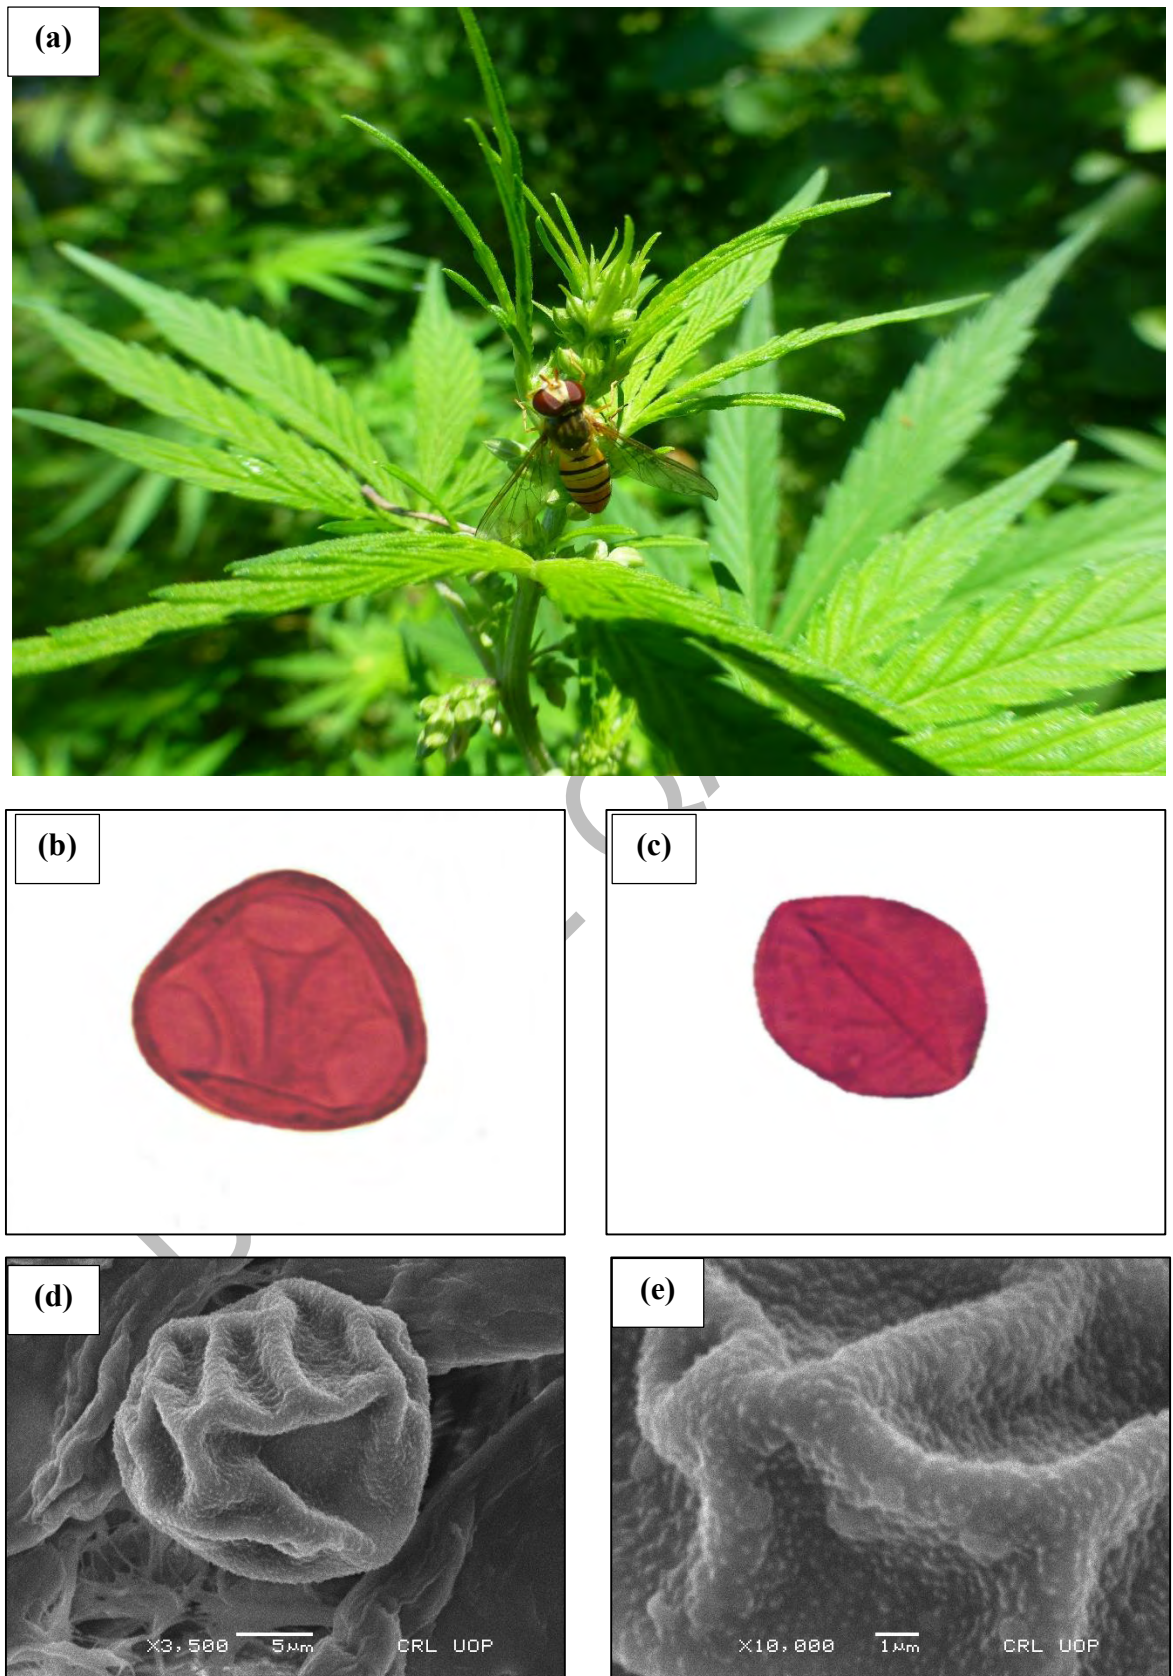 (a)
(b)
(c)
(d)
(e)
X3,500 5μm CRL UOP
X10,000 1μm CRL UOP